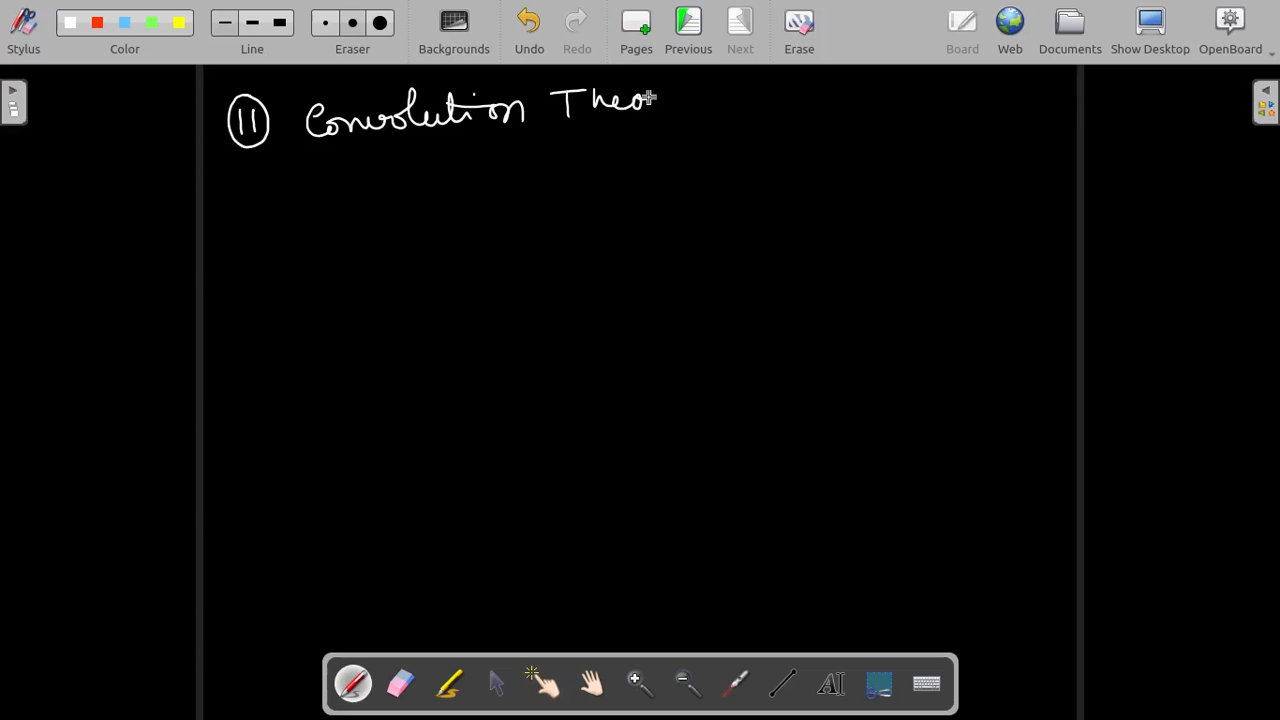 Stylus Color Line Eraser Backgrounds Undo Redo Pages Previous Next Erase Board Web Documents Show Desktop OpenBoard
11 Convolution Theo
AI